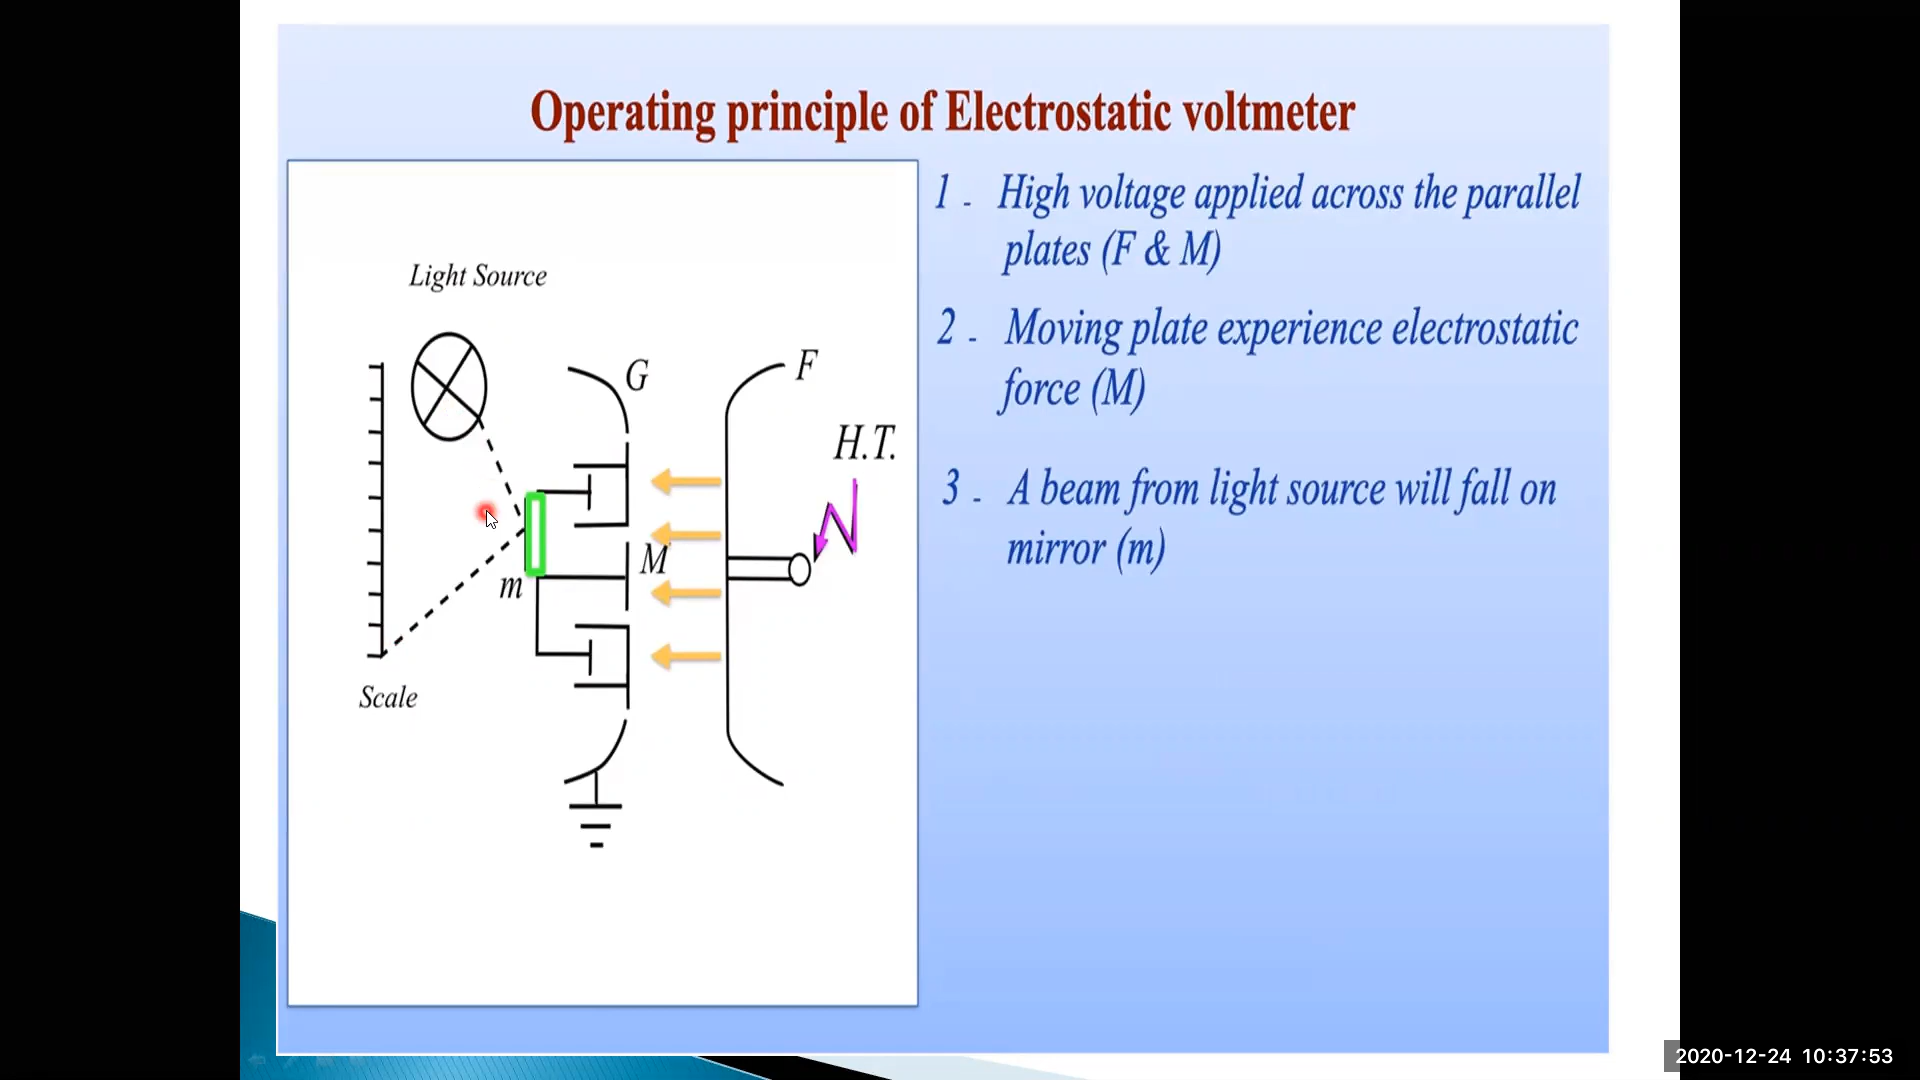 Operating principle of Electrostatic voltmeter
Light Source
G
F
H.T.
M
m
Scale
1 - High voltage applied across the parallel
plates (F & M)
2 - Moving plate experience electrostatic
force (M)
3 - A beam from light source will fall on
mirror (m)
2020-12-24 10:37:53